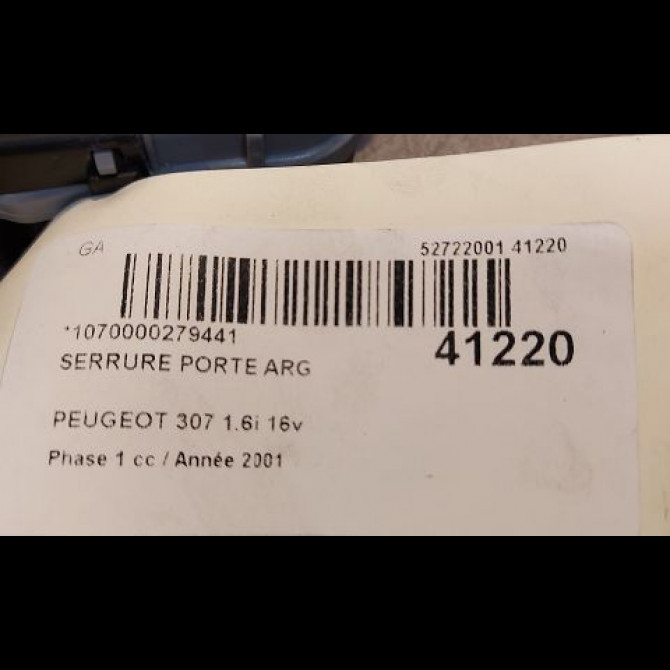 GA 52722001 41220
*1070000279441 41220
SERRURE PORTE ARG
PEUGEOT 307 1.6i 16v
Phase 1 cc / Année 2001